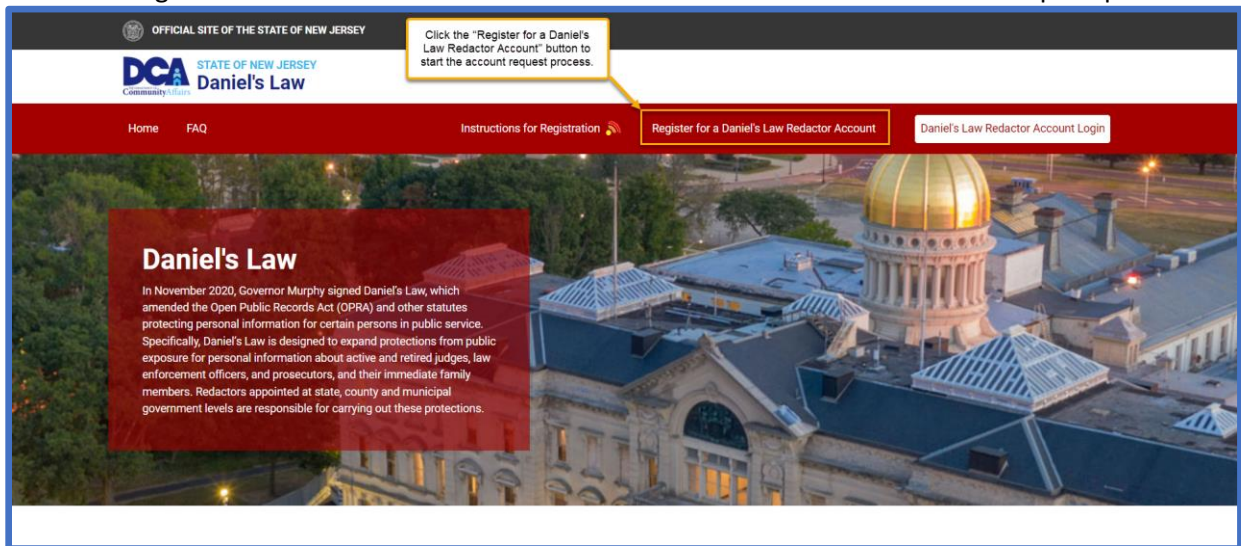 OFFICIAL SITE OF THE STATE OF NEW JERSEY
Click the “Register for a Daniel's
Law Redactor Account” button to
start the account request process.
DCA
Community Affairs
STATE OF NEW JERSEY
Daniel's Law
Home
FAQ
Instructions for Registration
Register for a Daniel's Law Redactor Account
Daniel's Law Redactor Account Login
Daniel's Law
In November 2020, Governor Murphy signed Daniel's Law, which
amended the Open Public Records Act (OPRA) and other statutes
protecting personal information for certain persons in public service.
Specifically, Daniel's Law is designed to expand protections from public
exposure for personal information about active and retired judges, law
enforcement officers, and prosecutors, and their immediate family
members. Redactors appointed at state, county and municipal
government levels are responsible for carrying out these protections.